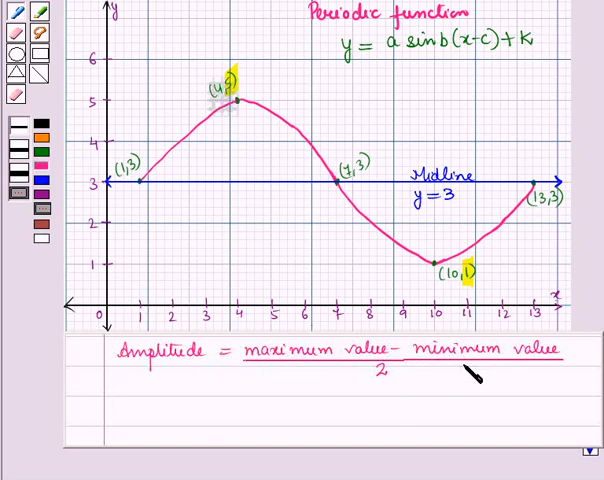 y
Periodic function
y = a sin b(x-c) + k
6
(4,5)
5
4
(1,3)
(7,3)
3
Midline
y = 3
(13,3)
2
1
(10,1)
x
0 1 2 3 4 5 6 7 8 9 10 11 12 13
Amplitude = maximum value - minimum value
2